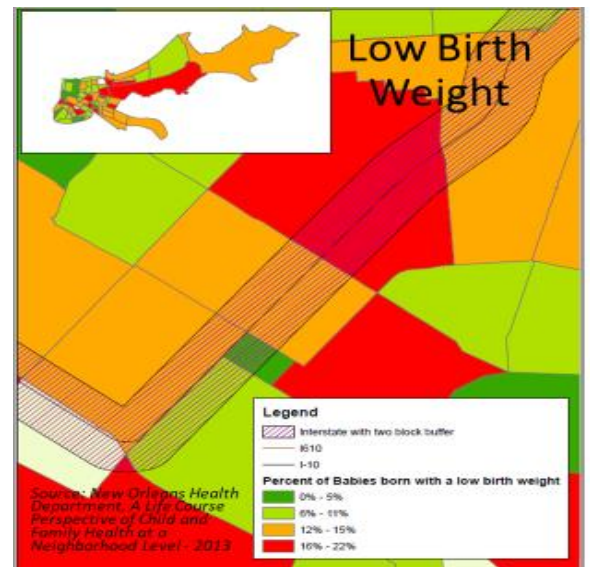 Low Birth
Weight
Legend
Interstate with two block buffer
I610
I-10
Percent of Babies born with a low birth weight
0% - 5%
6% - 11%
12% - 15%
16% - 22%
Source: New Orleans Health
Department, A Life Course
Perspective of Child and
Family Health at a
Neighborhood Level - 2013